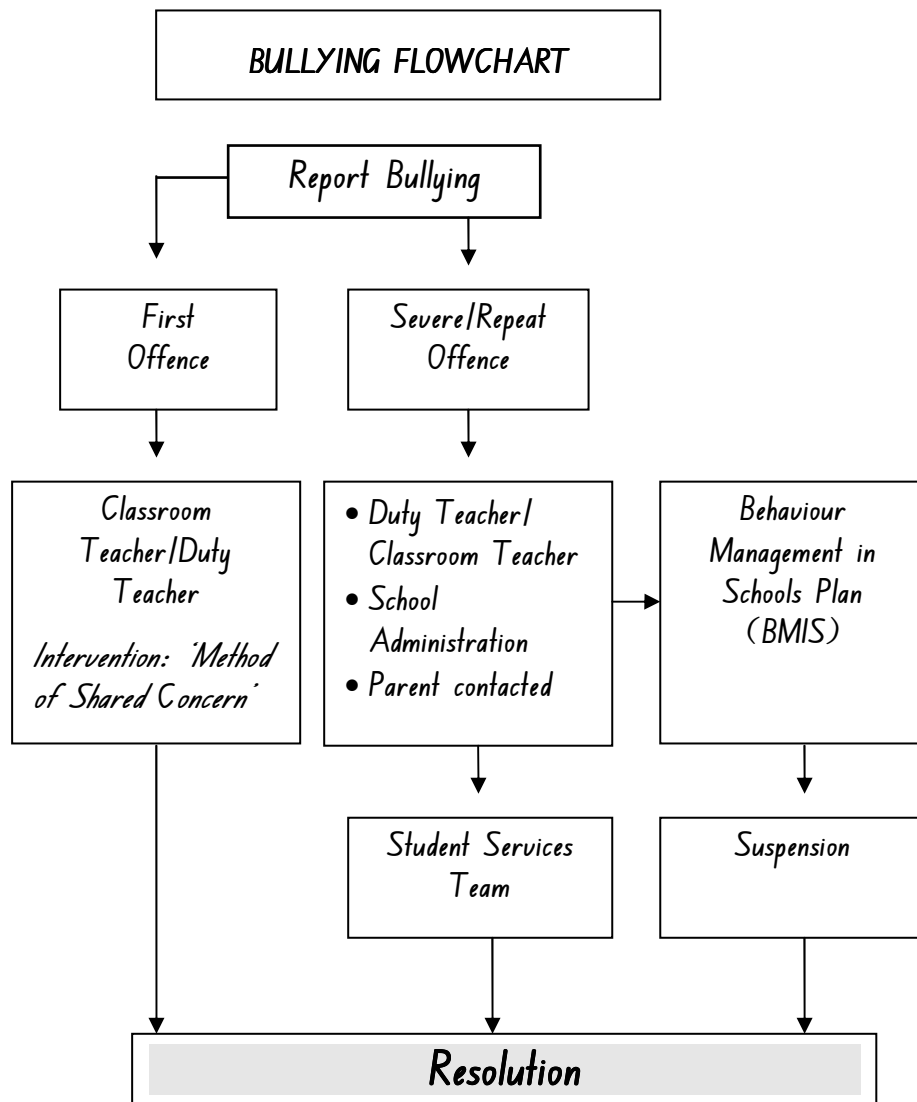 BULLYING FLOWCHART
Report Bullying
First
Offence
Severe/Repeat
Offence
Classroom
Teacher/Duty
Teacher
Intervention: ‘Method
of Shared Concern’
• Duty Teacher/
Classroom Teacher
• School
Administration
• Parent contacted
Behaviour
Management in
Schools Plan
(BMIS)
Student Services
Team
Suspension
Resolution